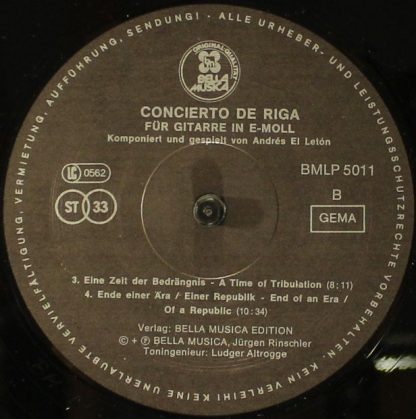 ALLE URHEBER- UND LEISTUNGSSCHUTZRECHTE VORBEHALTEN · KEIN VERLEIH! KEINE UNERLAUBTE VERVIELFÄLTIGUNG, VERMIETUNG, AUFFÜHRUNG, SENDUNG! ·
ORIGINAL-QUALITÄT
BELLA
MUSICA
CONCIERTO DE RIGA
FÜR GITARRE IN E-MOLL
Komponiert und gespielt von Andrés El Letón
LC 0562
BMLP 5011
ST 33
B
GEMA
3. Eine Zeit der Bedrängnis - A Time of Tribulation (8:11)
4. Ende einer Ära / Einer Republik - End of an Era /
Of a Republic (10:34)
Verlag: BELLA MUSICA EDITION
© + ℗ BELLA MUSICA, Jürgen Rinschler
Toningenieur: Ludger Altrogge